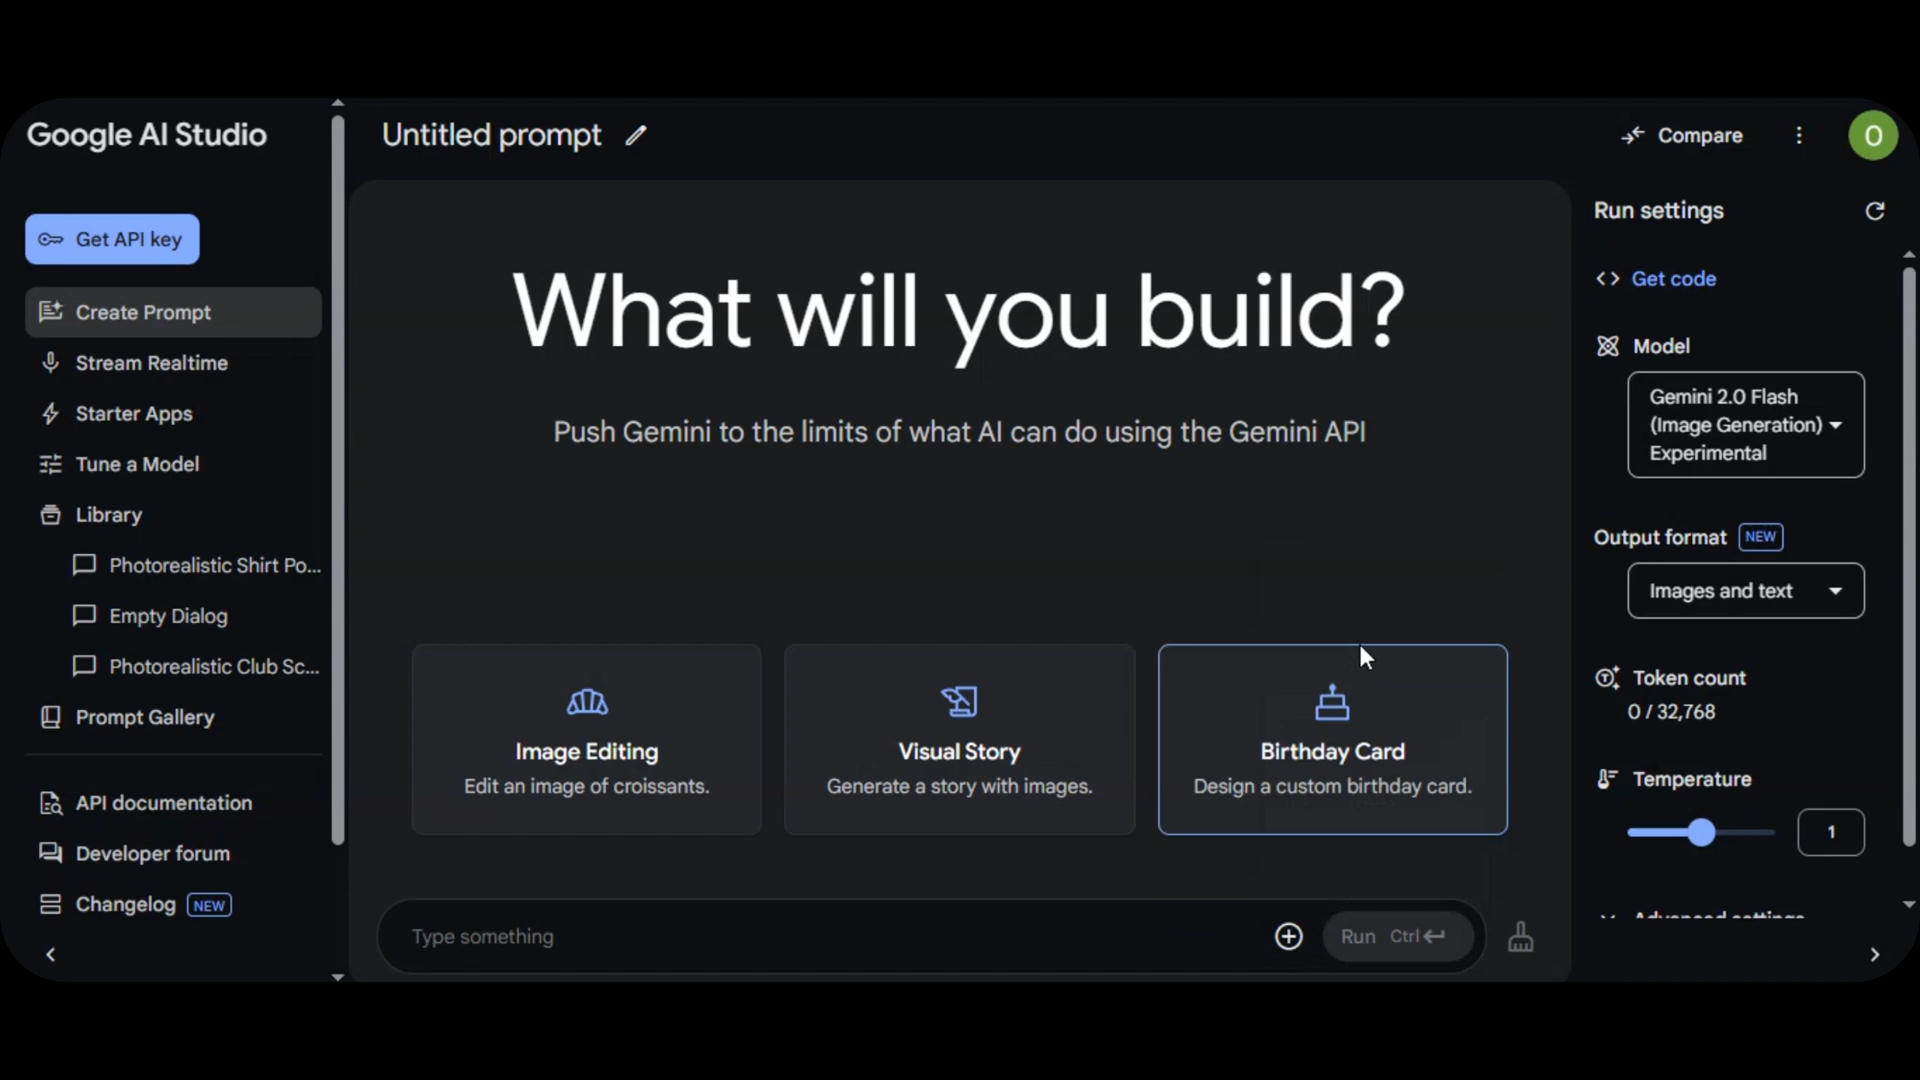 Google AI Studio
Get API key
Create Prompt
Stream Realtime
Starter Apps
Tune a Model
Library
Photorealistic Shirt Po...
Empty Dialog
Photorealistic Club Sc...
Prompt Gallery
API documentation
Developer forum
Changelog NEW
Untitled prompt
Compare
O
What will you build?
Push Gemini to the limits of what AI can do using the Gemini API
Image Editing
Edit an image of croissants.
Visual Story
Generate a story with images.
Birthday Card
Design a custom birthday card.
Type something
Run Ctrl
Run settings
Get code
Model
Gemini 2.0 Flash
(Image Generation)
Experimental
Output format NEW
Images and text
Token count
0 / 32,768
Temperature
1
Advanced settings